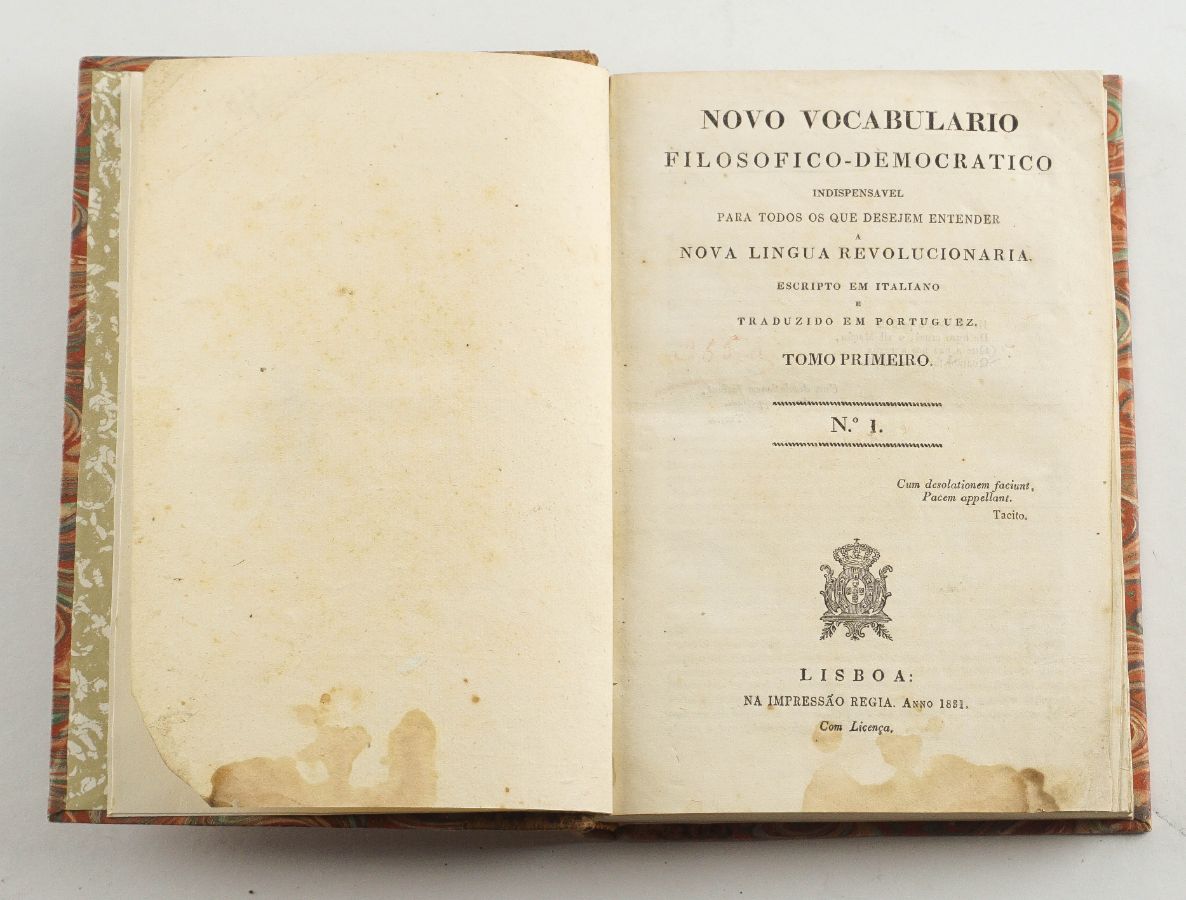 NOVO VOCABULARIO
FILOSOFICO-DEMOCRATICO
INDISPENSAVEL
PARA TODOS OS QUE DESEJEM ENTENDER
A
NOVA LINGUA REVOLUCIONARIA.
ESCRIPTO EM ITALIANO
E
TRADUZIDO EM PORTUGUEZ.
TOMO PRIMEIRO.
N.º 1.
Cum desolationem faciunt,
Pacem appellant.
Tacito.
LISBOA:
NA IMPRESSÃO REGIA. ANNO 1831.
Com Licença.